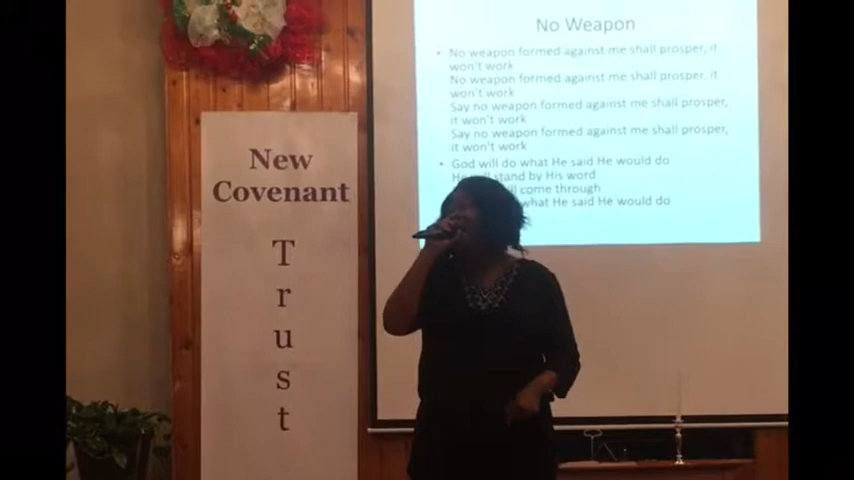 New
Covenant
T
r
u
s
t
No Weapon
• No weapon formed against me shall prosper, it
won't work
No weapon formed against me shall prosper. it
won't work
Say no weapon formed against me shall prosper,
it won't work
Say no weapon formed against me shall prosper,
it won't work
• God will do what He said He would do
He will stand by His word
will come through
what He said He would do